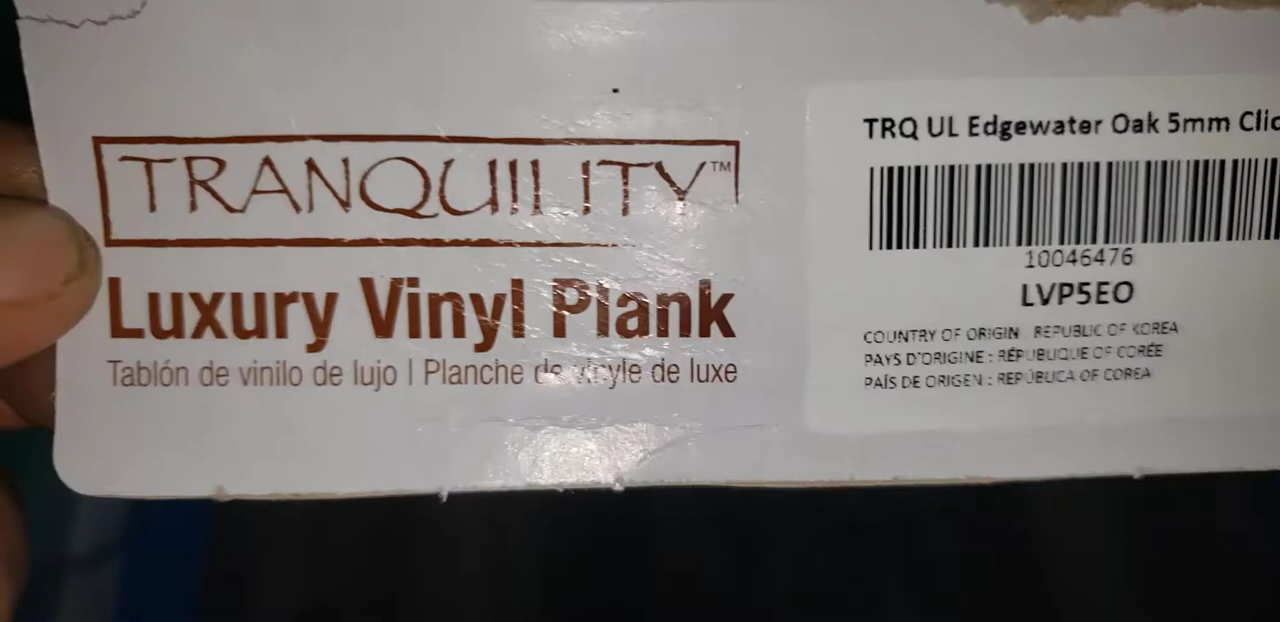 TRANQUILITY™
Luxury Vinyl Plank
Tablón de vinilo de lujo | Planche de vinyle de luxe
TRQ UL Edgewater Oak 5mm Clic
10046476
LVP5EO
COUNTRY OF ORIGIN : REPUBLIC OF KOREA
PAYS D'ORIGINE : RÉPUBLIQUE OF CORÉE
PAÍS DE ORIGEN : REPÚBLICA OF COREA